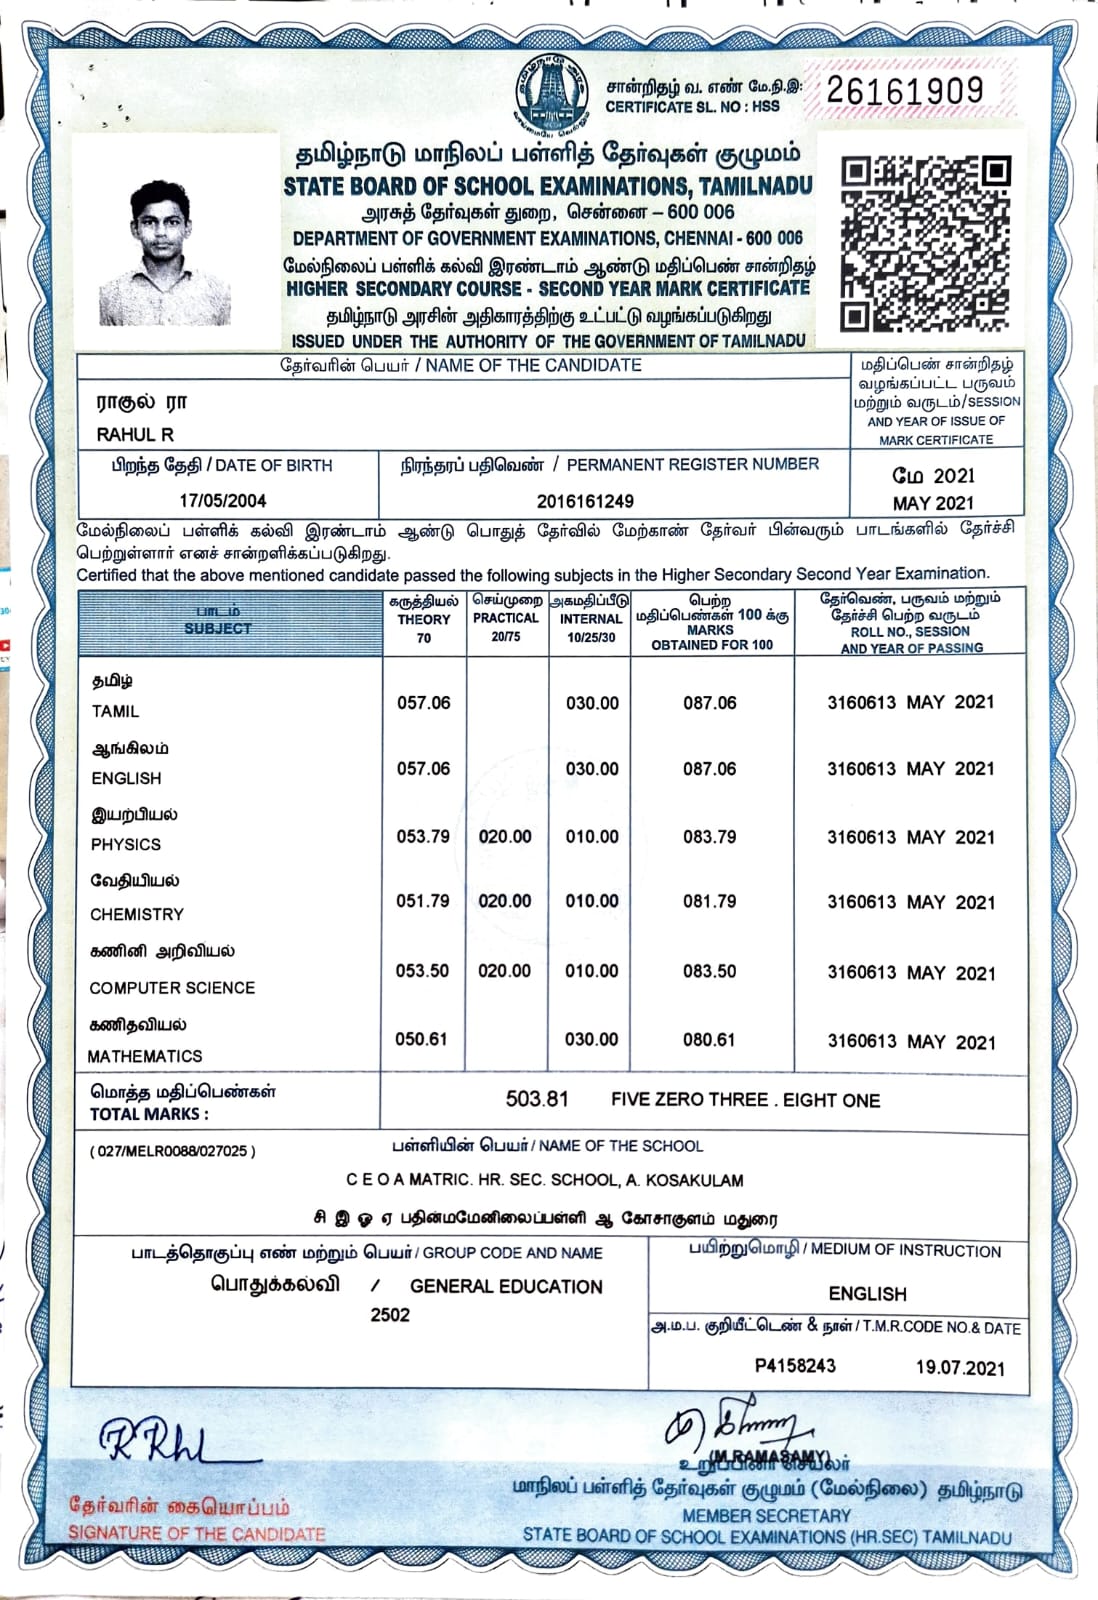 சான்றிதழ் வ. எண் மே.நி.இ:
CERTIFICATE SL. NO : HSS
26161909
தமிழ்நாடு மாநிலப் பள்ளித் தேர்வுகள் குழுமம்
STATE BOARD OF SCHOOL EXAMINATIONS, TAMILNADU
அரசுத் தேர்வுகள் துறை, சென்னை – 600 006
DEPARTMENT OF GOVERNMENT EXAMINATIONS, CHENNAI - 600 006
மேல்நிலைப் பள்ளிக் கல்வி இரண்டாம் ஆண்டு மதிப்பெண் சான்றிதழ்
HIGHER SECONDARY COURSE - SECOND YEAR MARK CERTIFICATE
தமிழ்நாடு அரசின் அதிகாரத்திற்கு உட்பட்டு வழங்கப்படுகிறது
ISSUED UNDER THE AUTHORITY OF THE GOVERNMENT OF TAMILNADU
தேர்வரின் பெயர் / NAME OF THE CANDIDATE
ராகுல் ரா
RAHUL R
மதிப்பெண் சான்றிதழ்
வழங்கப்பட்ட பருவம்
மற்றும் வருடம்/SESSION
AND YEAR OF ISSUE OF
MARK CERTIFICATE
பிறந்த தேதி / DATE OF BIRTH
17/05/2004
நிரந்தரப் பதிவெண் / PERMANENT REGISTER NUMBER
2016161249
மே 2021
MAY 2021
மேல்நிலைப் பள்ளிக் கல்வி இரண்டாம் ஆண்டு பொதுத் தேர்வில் மேற்காண் தேர்வர் பின்வரும் பாடங்களில் தேர்ச்சி
பெற்றுள்ளார் எனச் சான்றளிக்கப்படுகிறது.
Certified that the above mentioned candidate passed the following subjects in the Higher Secondary Second Year Examination.
பாடம்
SUBJECT
கருத்தியல்
THEORY
70
செய்முறை
PRACTICAL
20/75
அகமதிப்பீடு
INTERNAL
10/25/30
பெற்ற
மதிப்பெண்கள் 100 க்கு
MARKS
OBTAINED FOR 100
தேர்வெண், பருவம் மற்றும்
தேர்ச்சி பெற்ற வருடம்
ROLL NO., SESSION
AND YEAR OF PASSING
தமிழ்
TAMIL 057.06 030.00 087.06 3160613 MAY 2021
ஆங்கிலம்
ENGLISH 057.06 030.00 087.06 3160613 MAY 2021
இயற்பியல்
PHYSICS 053.79 020.00 010.00 083.79 3160613 MAY 2021
வேதியியல்
CHEMISTRY 051.79 020.00 010.00 081.79 3160613 MAY 2021
கணினி அறிவியல்
COMPUTER SCIENCE 053.50 020.00 010.00 083.50 3160613 MAY 2021
கணிதவியல்
MATHEMATICS 050.61 030.00 080.61 3160613 MAY 2021
மொத்த மதிப்பெண்கள்
TOTAL MARKS :
503.81 FIVE ZERO THREE . EIGHT ONE
( 027/MELR0088/027025 )
பள்ளியின் பெயர் / NAME OF THE SCHOOL
C E O A MATRIC. HR. SEC. SCHOOL, A. KOSAKULAM
சி இ ஓ ஏ பதின்மமேனிலைப்பள்ளி ஆ கோசாகுளம் மதுரை
பாடத்தொகுப்பு எண் மற்றும் பெயர் / GROUP CODE AND NAME
பொதுக்கல்வி / GENERAL EDUCATION
2502
பயிற்றுமொழி / MEDIUM OF INSTRUCTION
ENGLISH
அ.ம.ப. குறியீட்டெண் & நாள் / T.M.R.CODE NO.& DATE
P4158243 19.07.2021
(M.RAMASAMY)
உறுப்பினர் செயலர்
மாநிலப் பள்ளித் தேர்வுகள் குழுமம் (மேல்நிலை) தமிழ்நாடு
MEMBER SECRETARY
STATE BOARD OF SCHOOL EXAMINATIONS (HR.SEC) TAMILNADU
தேர்வரின் கையொப்பம்
SIGNATURE OF THE CANDIDATE